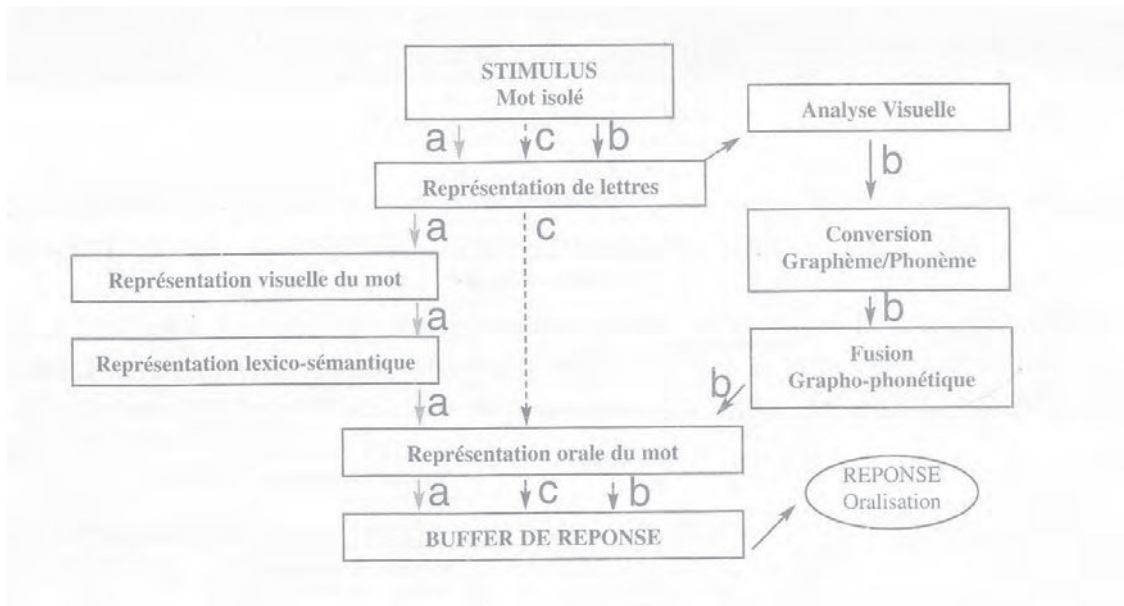 STIMULUS
Mot isolé
Analyse Visuelle
a
c
b
b
Représentation de lettres
a
c
Conversion
Graphème/Phonème
Représentation visuelle du mot
a
b
Représentation lexico-sémantique
Fusion
Grapho-phonétique
a
b
Représentation orale du mot
REPONSE
Oralisation
a
c
b
BUFFER DE REPONSE